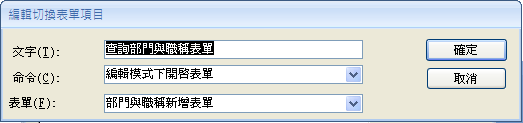 編輯切換表單項目
文字(T): 查詢部門與職稱表單 確定
命令(C): 編輯模式下開啓表單 取消
表單(F): 部門與職稱新增表單